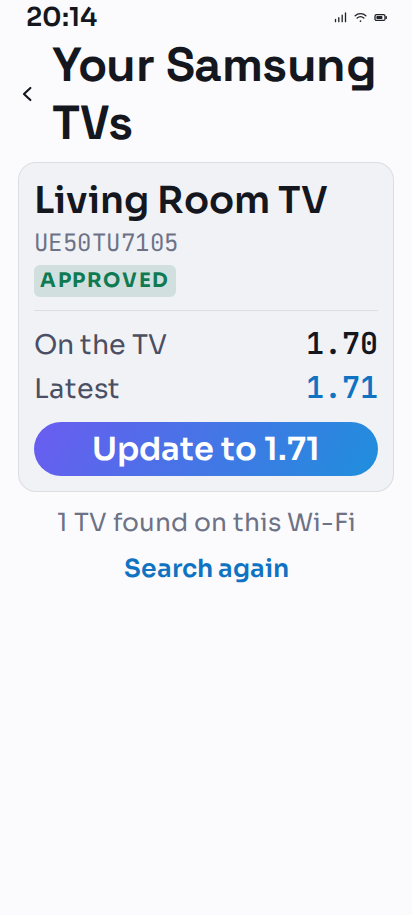 20:14
Your Samsung
TVs
Living Room TV
UE50TU7105
APPROVED
On the TV 1.70
Latest 1.71
Update to 1.71
1 TV found on this Wi-Fi
Search again